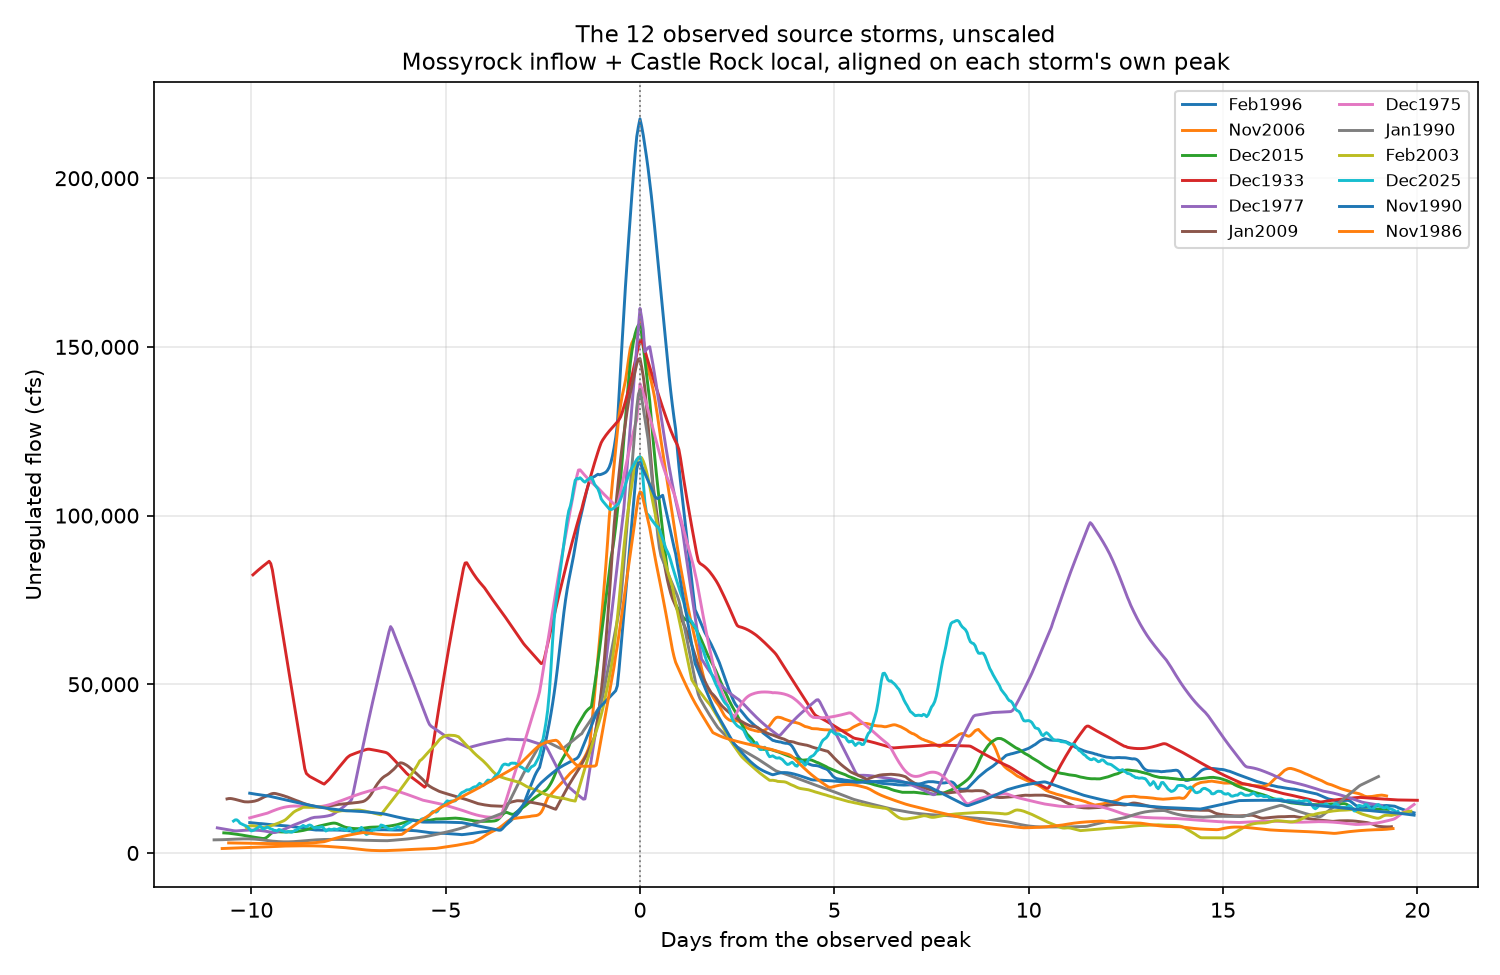 The 12 observed source storms, unscaled
Mossyrock inflow + Castle Rock local, aligned on each storm's own peak
Unregulated flow (cfs)
200,000
150,000
100,000
50,000
0
Feb1996
Nov2006
Dec2015
Dec1933
Dec1977
Jan2009
Dec1975
Jan1990
Feb2003
Dec2025
Nov1990
Nov1986
−10
−5
0
5
10
15
20
Days from the observed peak